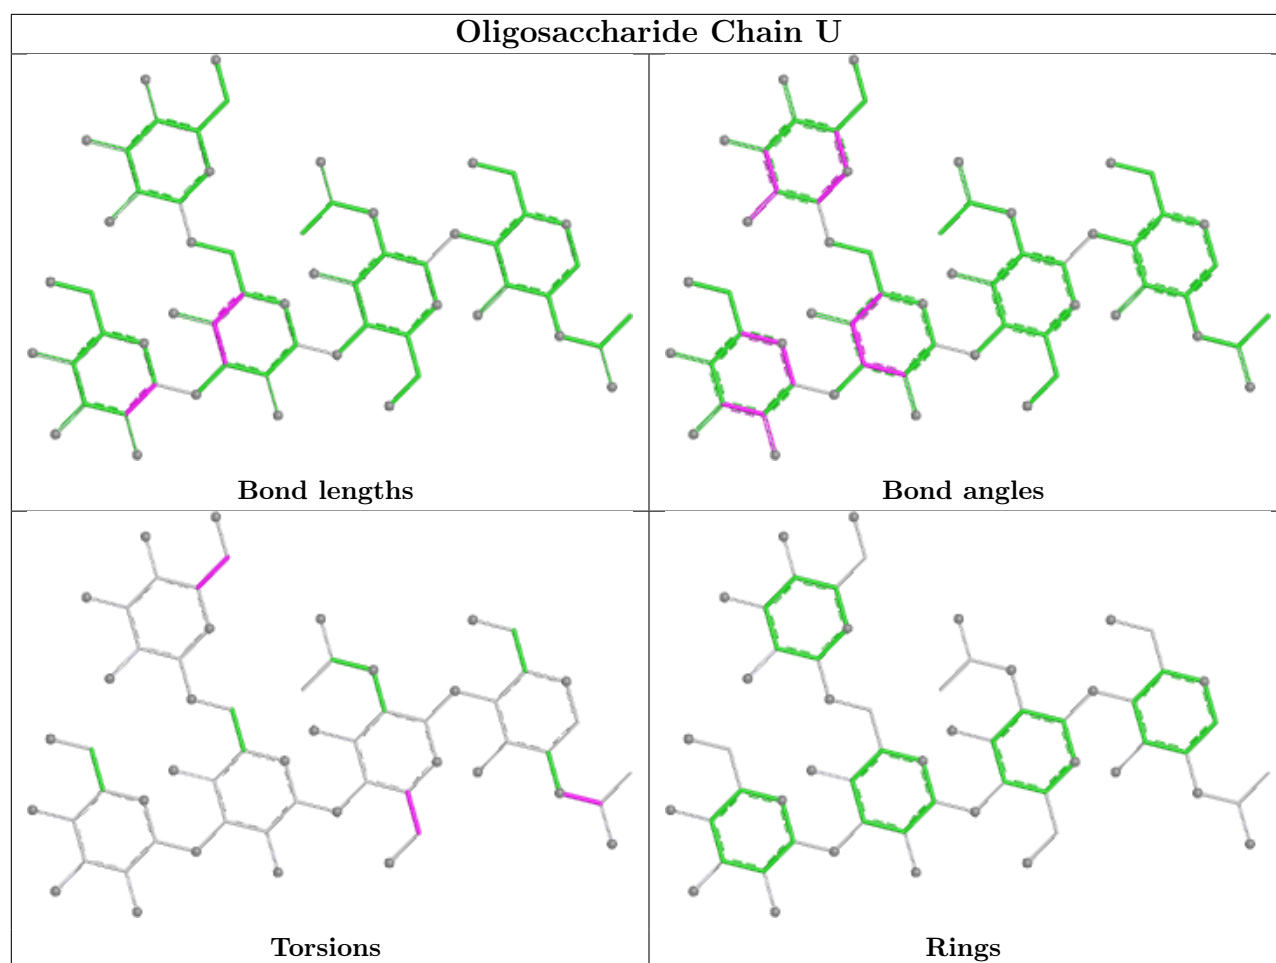 Oligosaccharide Chain U
Bond lengths
Bond angles
Torsions
Rings